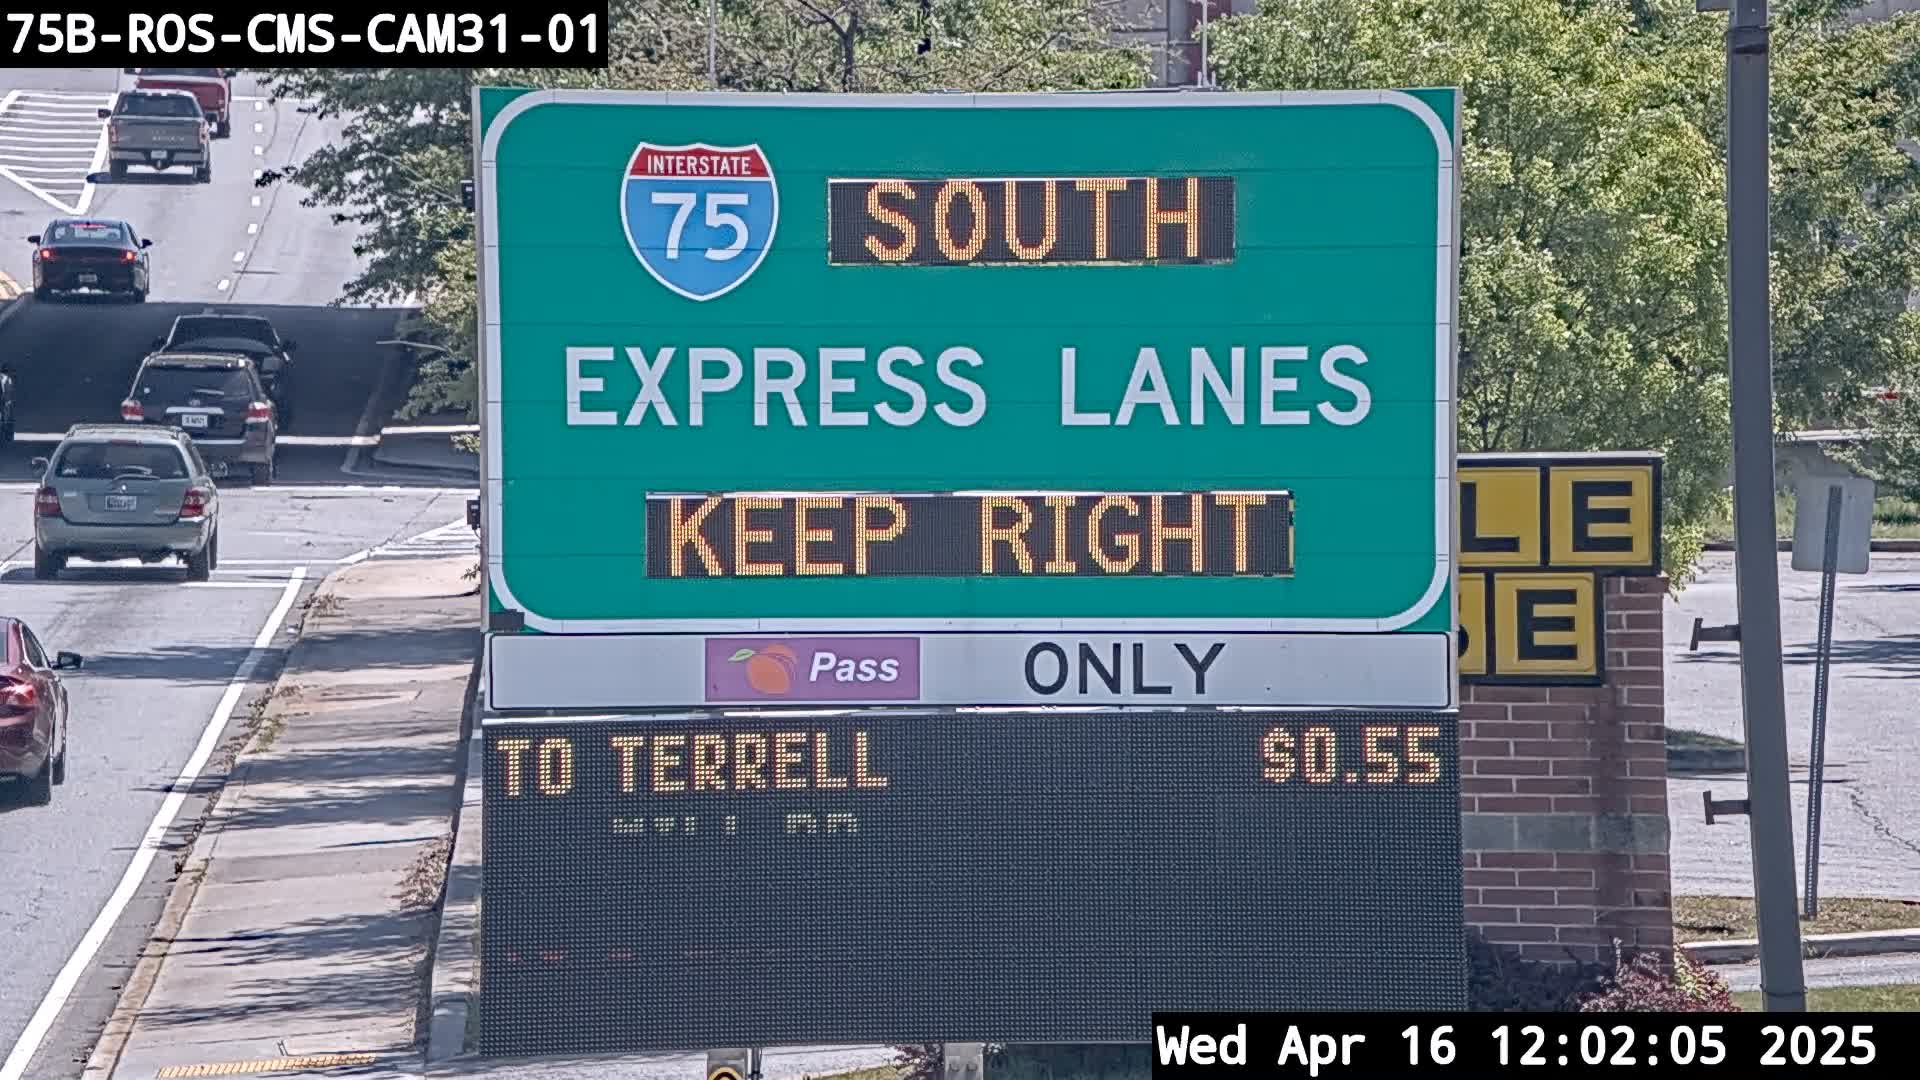 75B-ROS-CMS-CAM31-01
INTERSTATE
75
SOUTH
EXPRESS LANES
KEEP RIGHT
Pass ONLY
TO TERRELL $0.55
LE
E
Wed Apr 16 12:02:05 2025